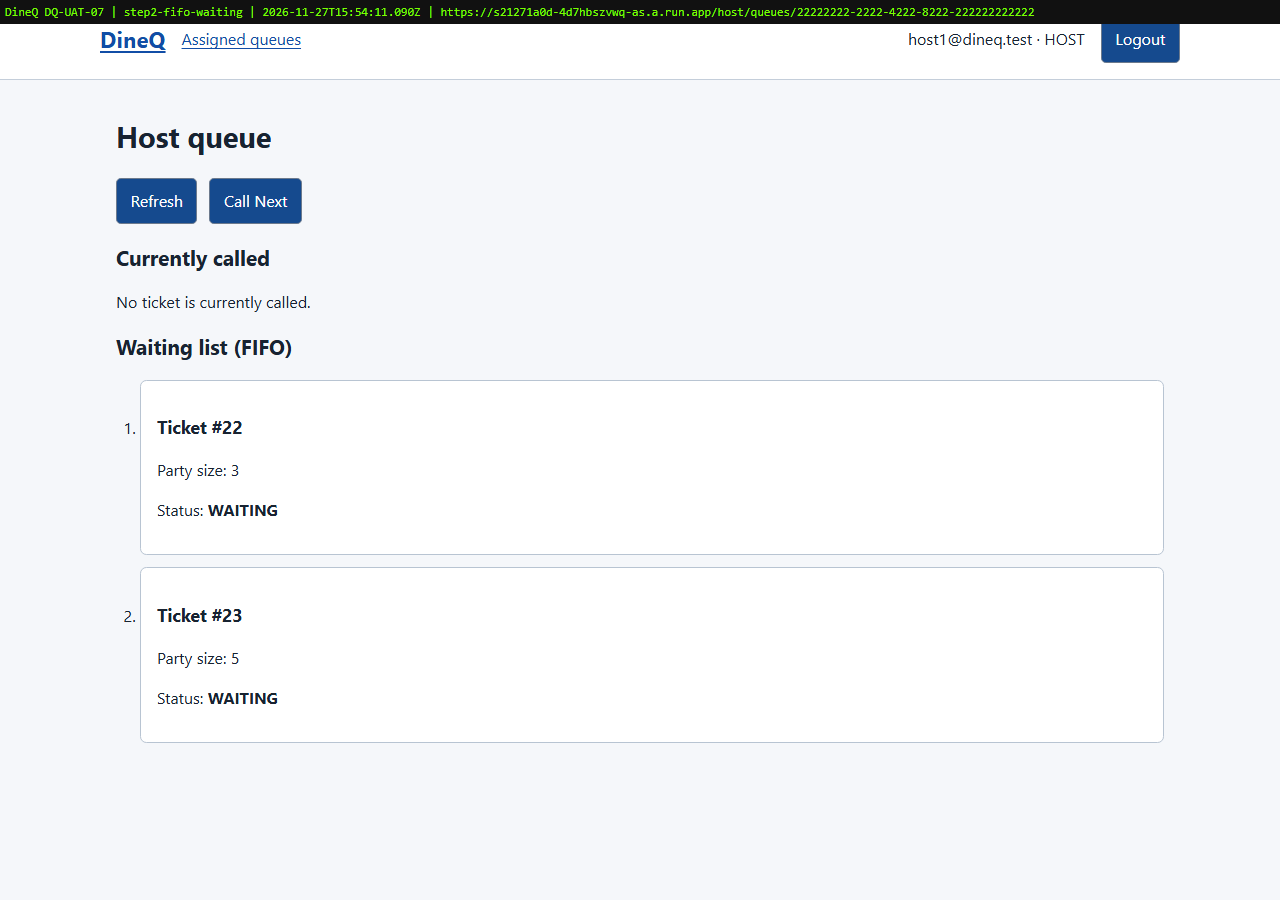 DineQ DQ-UAT-07 | step2-fifo-waiting | 2026-11-27T15:54:11.090Z | https://s21271a0d-4d7hbszvwq-as.a.run.app/host/queues/22222222-2222-4222-8222-222222222222
DineQ Assigned queues host1@dineq.test · HOST Logout
Host queue
Refresh Call Next
Currently called
No ticket is currently called.
Waiting list (FIFO)
1. Ticket #22
Party size: 3
Status: WAITING
2. Ticket #23
Party size: 5
Status: WAITING